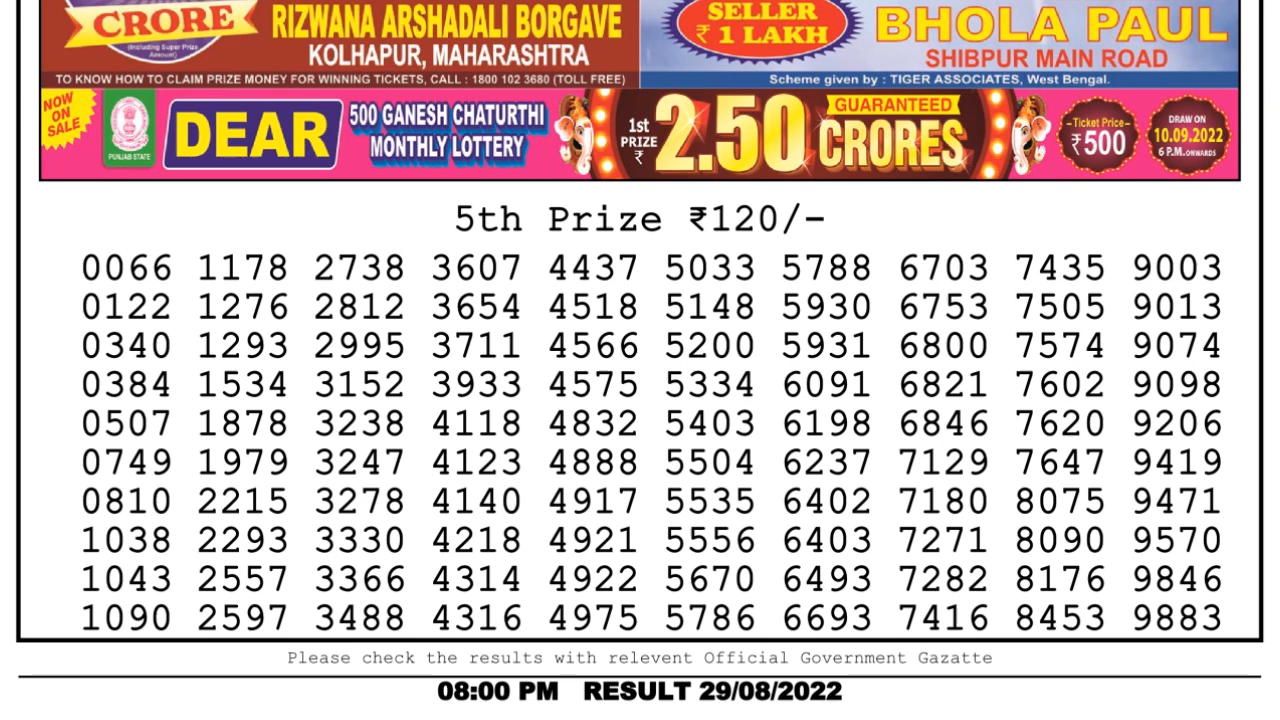 CRORE
(Including Super Prize
Amount)
RIZWANA ARSHADALI BORGAVE
KOLHAPUR, MAHARASHTRA
TO KNOW HOW TO CLAIM PRIZE MONEY FOR WINNING TICKETS, CALL : 1800 102 3680 (TOLL FREE)
SELLER
₹ 1 LAKH
BHOLA PAUL
SHIBPUR MAIN ROAD
Scheme given by : TIGER ASSOCIATES, West Bengal.
NOW
ON
SALE
PUNJAB STATE
DEAR
500 GANESH CHATURTHI
MONTHLY LOTTERY
1st
PRIZE
₹
2.50
GUARANTEED
CRORES
Ticket Price
₹500
DRAW ON
10.09.2022
6 P.M. ONWARDS
5th Prize ₹120/-
0066 1178 2738 3607 4437 5033 5788 6703 7435 9003
0122 1276 2812 3654 4518 5148 5930 6753 7505 9013
0340 1293 2995 3711 4566 5200 5931 6800 7574 9074
0384 1534 3152 3933 4575 5334 6091 6821 7602 9098
0507 1878 3238 4118 4832 5403 6198 6846 7620 9206
0749 1979 3247 4123 4888 5504 6237 7129 7647 9419
0810 2215 3278 4140 4917 5535 6402 7180 8075 9471
1038 2293 3330 4218 4921 5556 6403 7271 8090 9570
1043 2557 3366 4314 4922 5670 6493 7282 8176 9846
1090 2597 3488 4316 4975 5786 6693 7416 8453 9883
Please check the results with relevent Official Government Gazatte
08:00 PM RESULT 29/08/2022